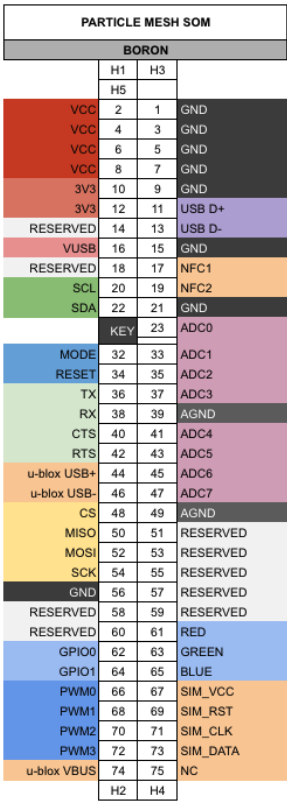 PARTICLE MESH SOM
BORON
H1 H3
H5
VCC 2 1 GND
VCC 4 3 GND
VCC 6 5 GND
VCC 8 7 GND
3V3 10 9 GND
3V3 12 11 USB D+
RESERVED 14 13 USB D-
VUSB 16 15 GND
RESERVED 18 17 NFC1
SCL 20 19 NFC2
SDA 22 21 GND
KEY 23 ADC0
MODE 32 33 ADC1
RESET 34 35 ADC2
TX 36 37 ADC3
RX 38 39 AGND
CTS 40 41 ADC4
RTS 42 43 ADC5
u-blox USB+ 44 45 ADC6
u-blox USB- 46 47 ADC7
CS 48 49 AGND
MISO 50 51 RESERVED
MOSI 52 53 RESERVED
SCK 54 55 RESERVED
GND 56 57 RESERVED
RESERVED 58 59 RESERVED
RESERVED 60 61 RED
GPIO0 62 63 GREEN
GPIO1 64 65 BLUE
PWM0 66 67 SIM_VCC
PWM1 68 69 SIM_RST
PWM2 70 71 SIM_CLK
PWM3 72 73 SIM_DATA
u-blox VBUS 74 75 NC
H2 H4